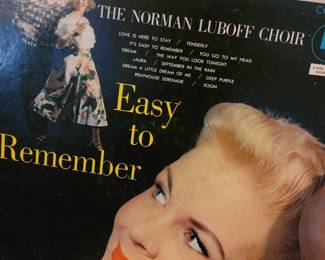 THE NORMAN LUBOFF CHOIR
LOVE IS HERE TO STAY / TENDERLY
IT'S EASY TO REMEMBER / YOU GO TO MY HEAD
DREAM / THE WAY YOU LOOK TONIGHT
LAURA / SEPTEMBER IN THE RAIN
DREAM A LITTLE DREAM OF ME / DEEP PURPLE
PENTHOUSE SERENADE / SOON
Easy
to
Remember